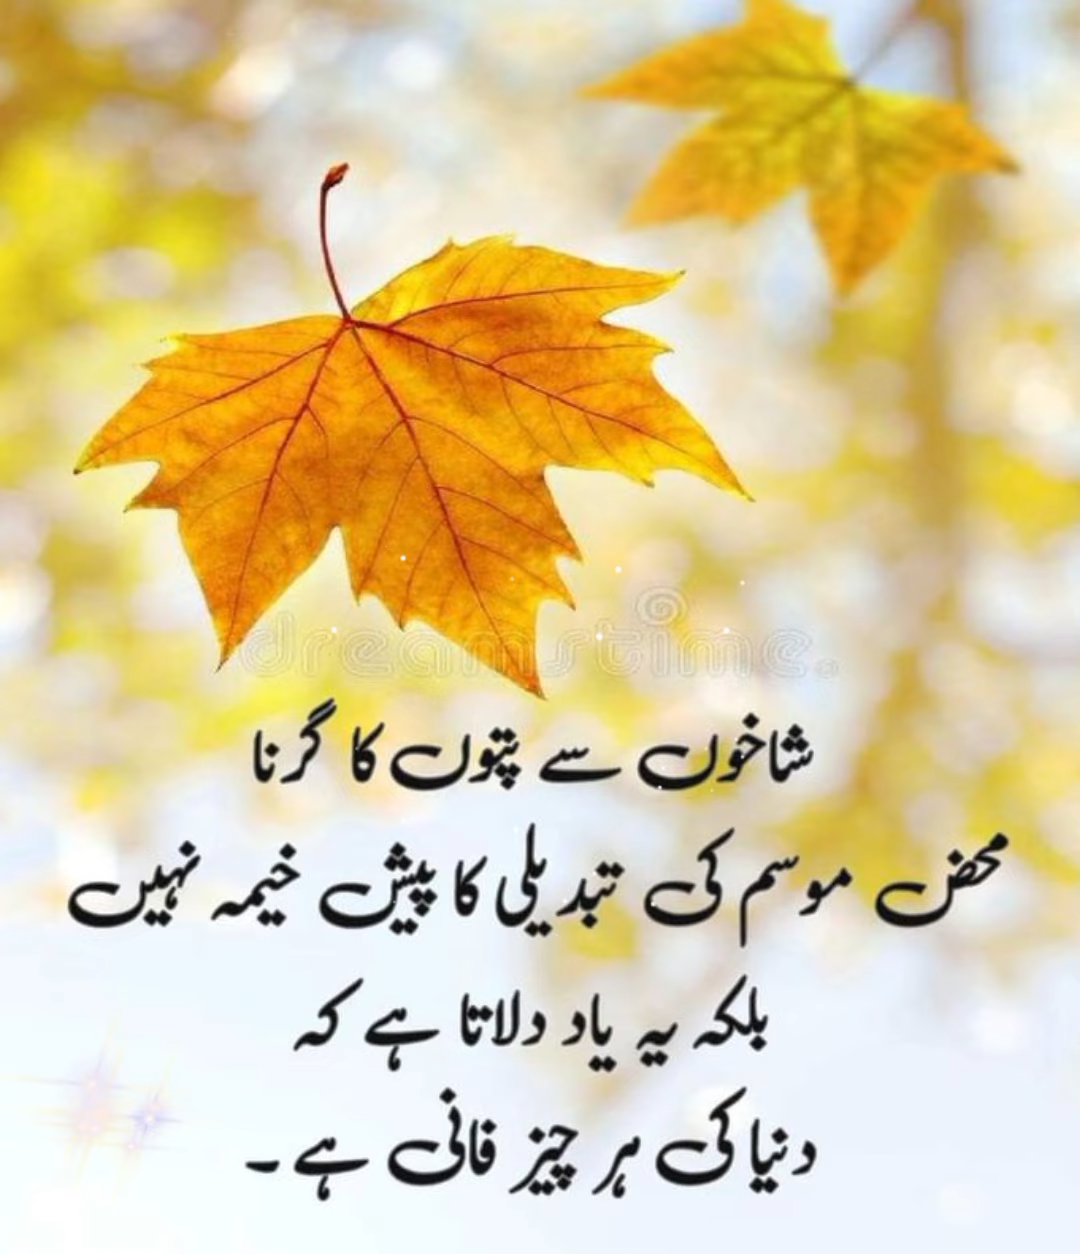 dreamstime.
شاخوں سے پتوں کا گرنا
محض موسم کی تبدیلی کا پیش خیمہ نہیں
بلکہ یہ یاد دلاتا ہے کہ
دنیا کی ہر چیز فانی ہے۔